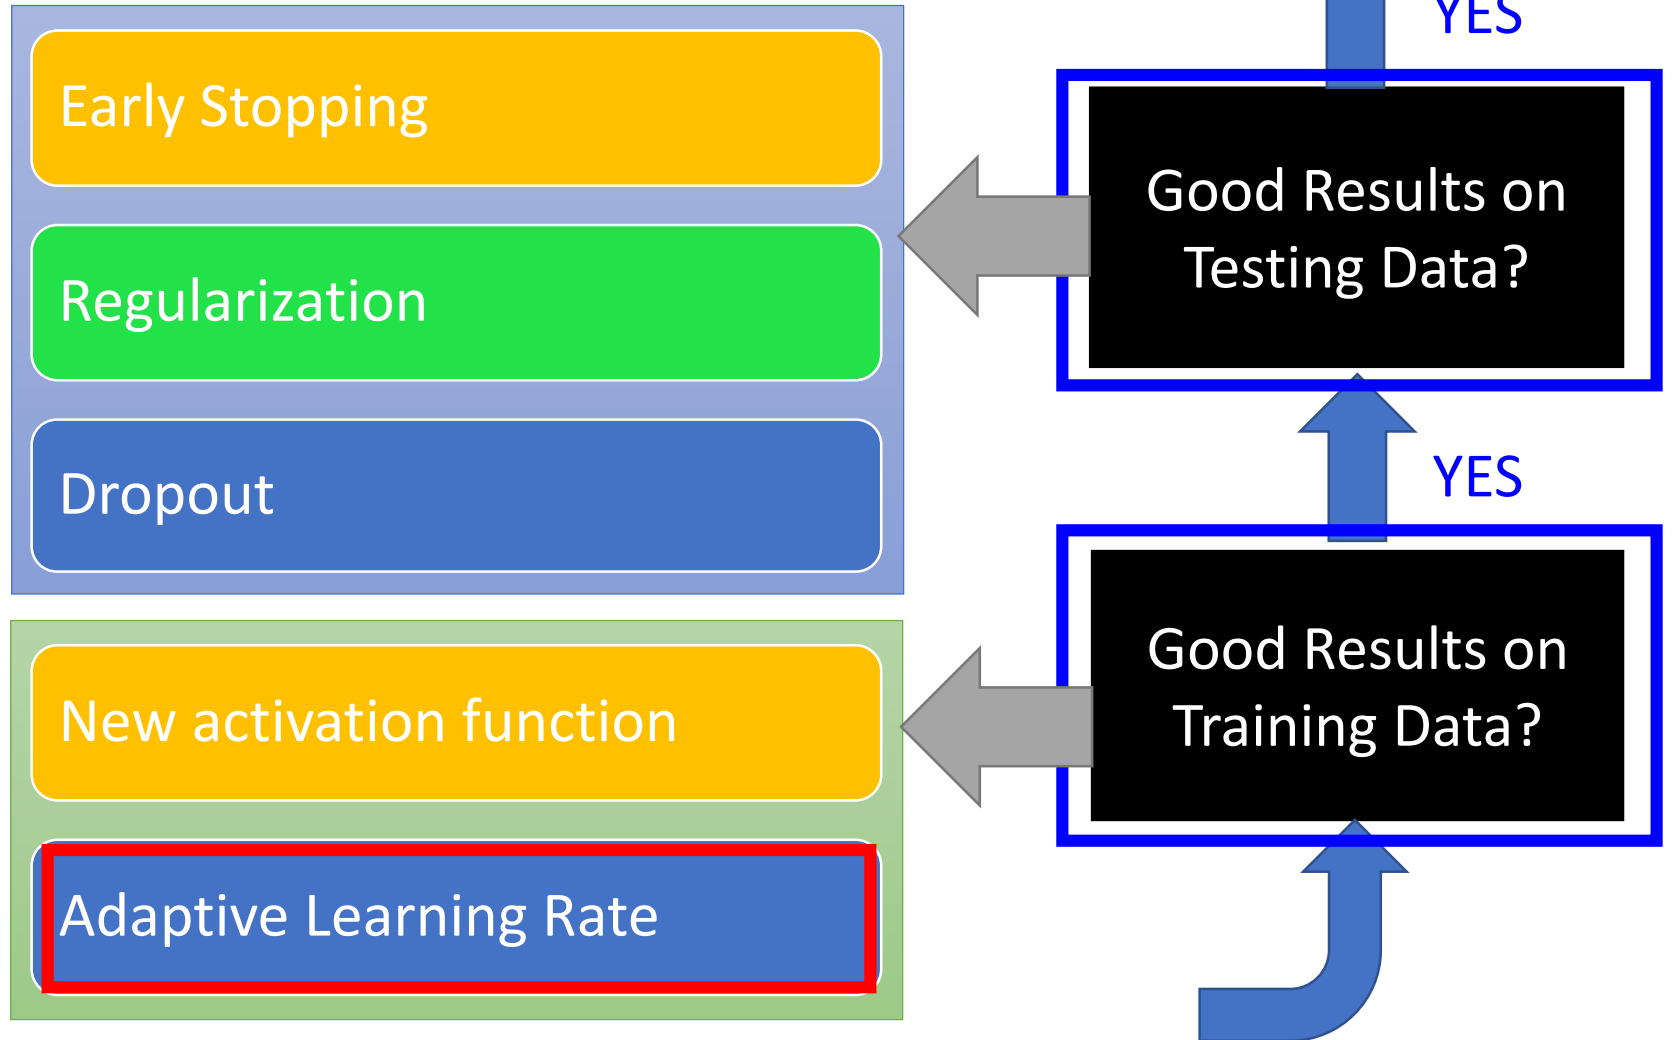 YES
Early Stopping
Good Results on
Testing Data?
Regularization
Dropout
YES
Good Results on
Training Data?
New activation function
Adaptive Learning Rate